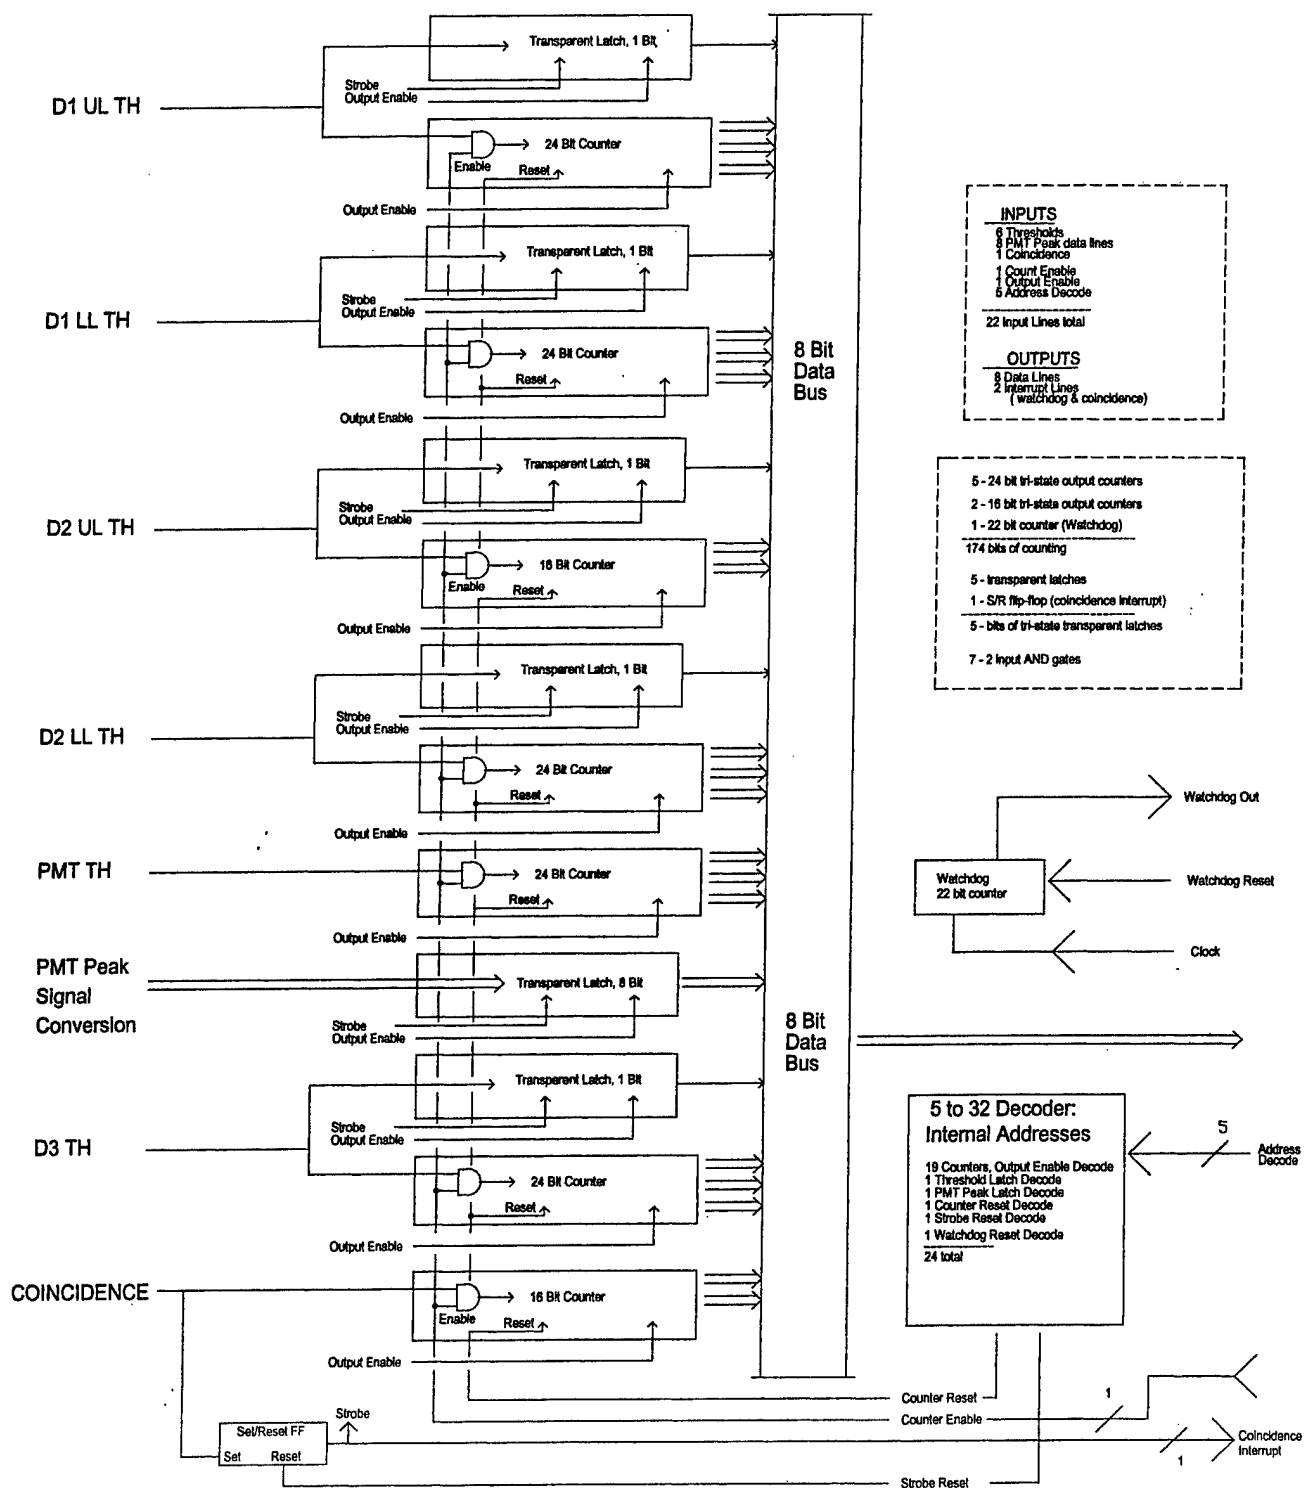 Transparent Latch, 1 Bit
Strobe
Output Enable
D1 UL TH
24 Bit Counter
Enable
Reset
Output Enable
Transparent Latch, 1 Bit
Strobe
Output Enable
D1 LL TH
24 Bit Counter
Reset
Output Enable
Transparent Latch, 1 Bit
Strobe
Output Enable
D2 UL TH
16 Bit Counter
Enable
Reset
Output Enable
Transparent Latch, 1 Bit
Strobe
Output Enable
D2 LL TH
24 Bit Counter
Reset
Output Enable
PMT TH
24 Bit Counter
Reset
Output Enable
PMT Peak
Signal
Conversion
Transparent Latch, 8 Bit
Strobe
Output Enable
Transparent Latch, 1 Bit
Strobe
Output Enable
D3 TH
24 Bit Counter
Reset
Output Enable
COINCIDENCE
16 Bit Counter
Enable
Reset
Output Enable
Strobe
Set/Reset FF
Set Reset
8 Bit
Data
Bus
8 Bit
Data
Bus
INPUTS
6 Thresholds
8 PMT Peak data lines
1 Coincidence
1 Count Enable
1 Output Enable
5 Address Decode
22 Input Lines total
OUTPUTS
8 Data Lines
2 Interrupt Lines
( watchdog & coincidence)
5 - 24 bit tri-state output counters
2 - 16 bit tri-state output counters
1 - 22 bit counter (Watchdog)
174 bits of counting
5 - transparent latches
1 - S/R flip-flop (coincidence interrupt)
5 - bits of tri-state transparent latches
7 - 2 input AND gates
Watchdog Out
Watchdog
22 bit counter
Watchdog Reset
Clock
5 to 32 Decoder:
Internal Addresses
19 Counters, Output Enable Decode
1 Threshold Latch Decode
1 PMT Peak Latch Decode
1 Counter Reset Decode
1 Strobe Reset Decode
1 Watchdog Reset Decode
24 total
5
Address
Decode
Counter Reset
Counter Enable
1
Coincidence
Interrupt
1
Strobe Reset